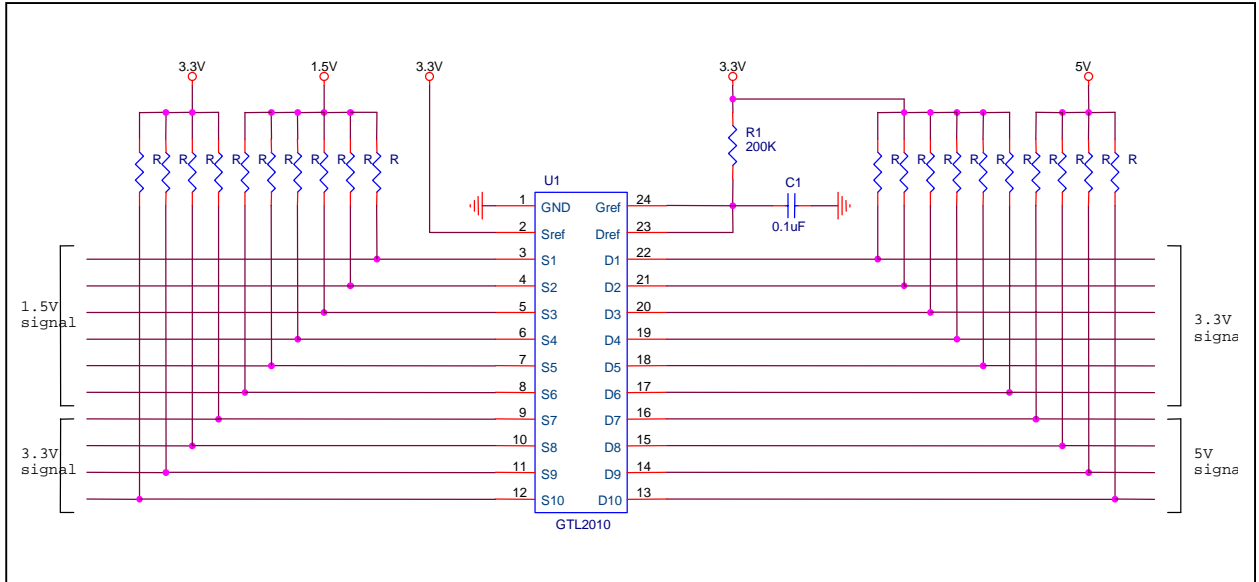 3.3V 1.5V 3.3V 3.3V 5V
R1
200K
R R R R R R R R R R
R R R R R R R R R R
U1
C1
0.1uF
1 GND Gref 24
2 Sref Dref 23
3 S1 D1 22
4 S2 D2 21
5 S3 D3 20
6 S4 D4 19
7 S5 D5 18
8 S6 D6 17
9 S7 D7 16
10 S8 D8 15
11 S9 D9 14
12 S10 D10 13
GTL2010
1.5V
signal
3.3V
signal
3.3V
signa
5V
signa